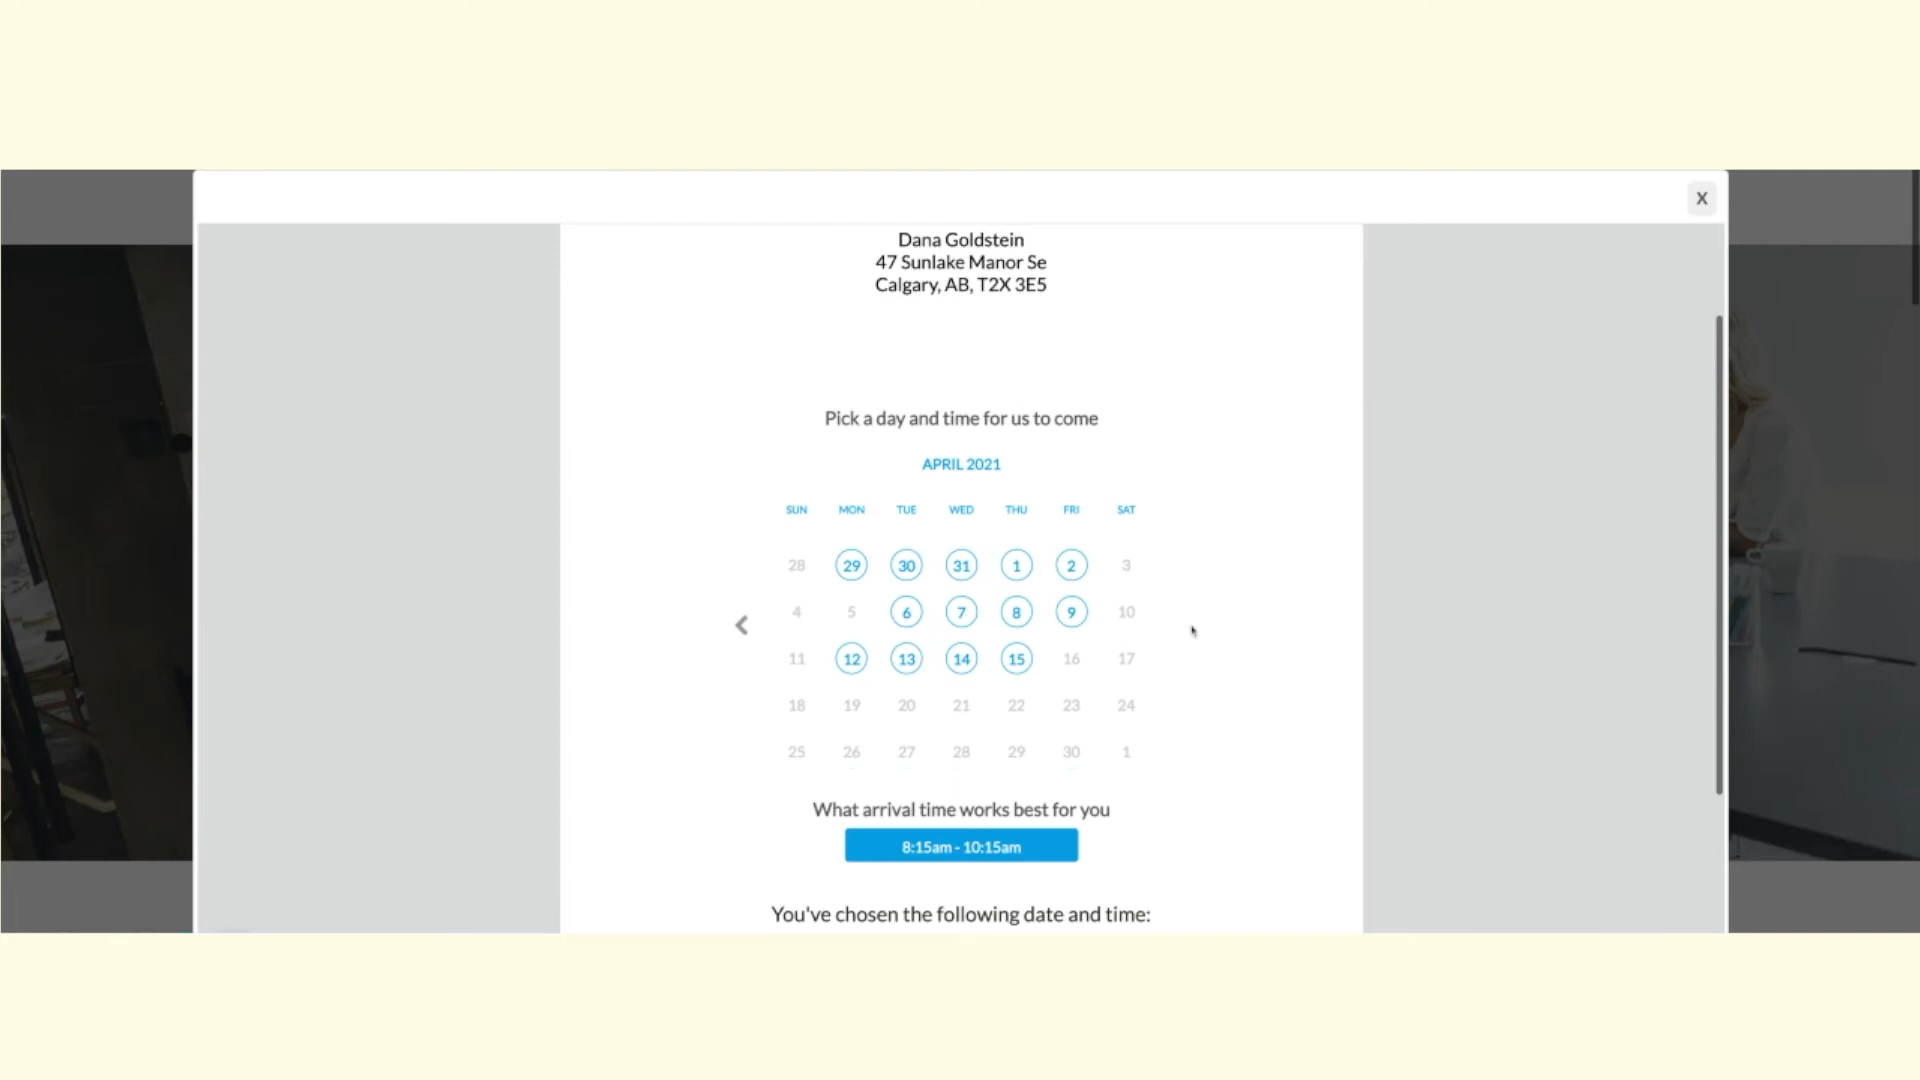 X
Dana Goldstein
47 Sunlake Manor Se
Calgary, AB, T2X 3E5
Pick a day and time for us to come
APRIL 2021
SUN MON TUE WED THU FRI SAT
28 29 30 31 1 2 3
4 5 6 7 8 9 10
11 12 13 14 15 16 17
18 19 20 21 22 23 24
25 26 27 28 29 30 1
What arrival time works best for you
8:15am - 10:15am
You've chosen the following date and time: